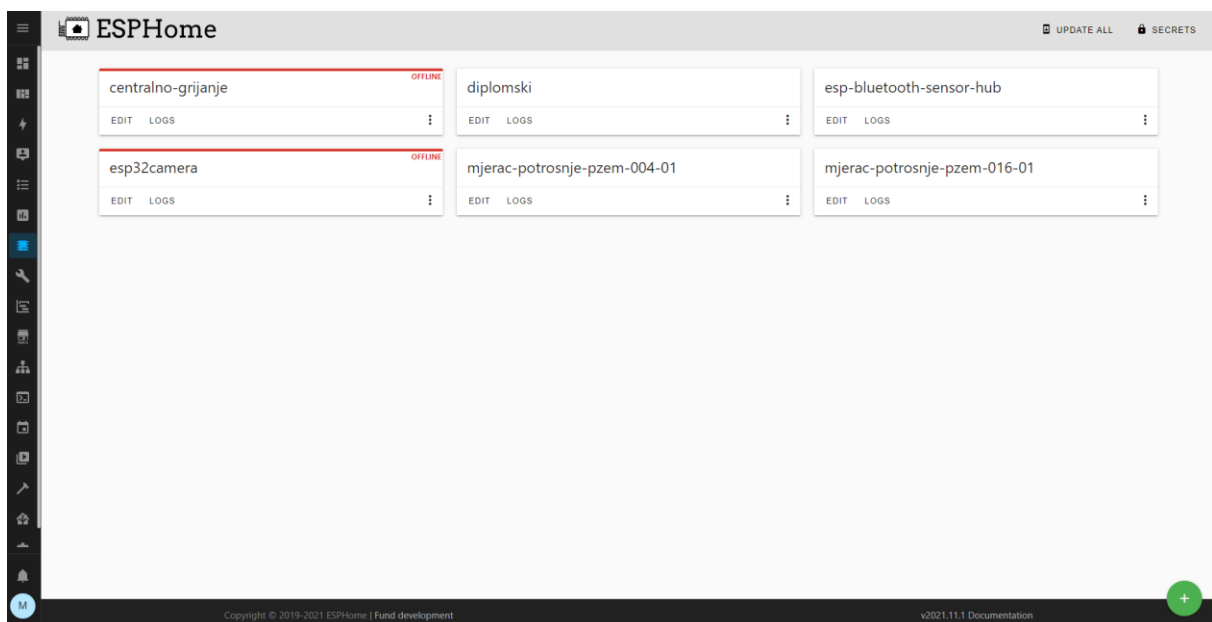 ESPHome
UPDATE ALL SECRETS
OFFLINE
centralno-grijanje
EDIT LOGS
diplomski
EDIT LOGS
esp-bluetooth-sensor-hub
EDIT LOGS
OFFLINE
esp32camera
EDIT LOGS
mjerac-potrosnje-pzem-004-01
EDIT LOGS
mjerac-potrosnje-pzem-016-01
EDIT LOGS
M
Copyright © 2019-2021 ESPHome | Fund development
v2021.11.1 Documentation